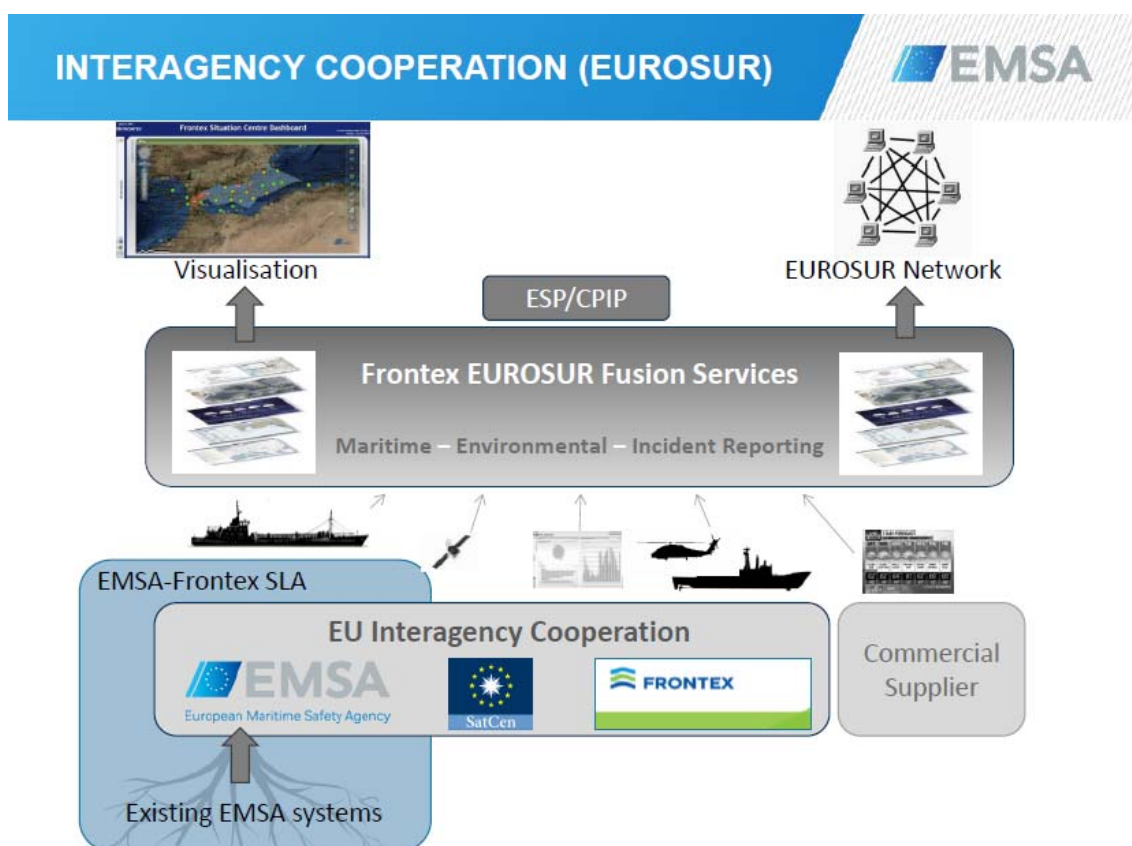 INTERAGENCY COOPERATION (EUROSUR)
EMSA
Frontex Situation Centre Dashboard
Visualisation
EUROSUR Network
ESP/CPIP
Frontex EUROSUR Fusion Services
Maritime – Environmental – Incident Reporting
EMSA-Frontex SLA
EU Interagency Cooperation
EMSA
European Maritime Safety Agency
SatCen
FRONTEX
Commercial
Supplier
Existing EMSA systems